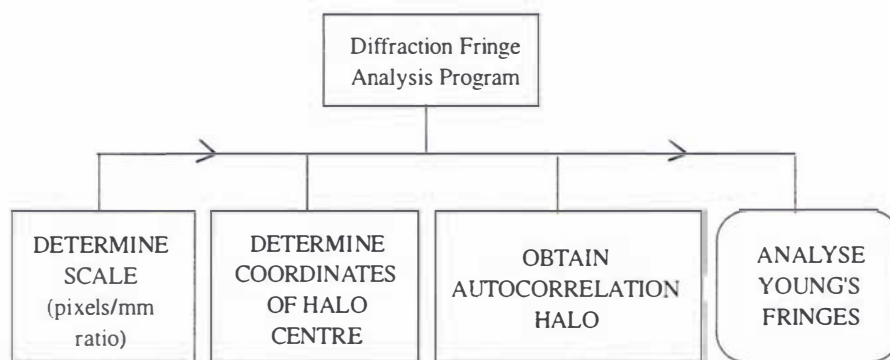 Diffraction Fringe
Analysis Program
DETERMINE
SCALE
(pixels/mm
ratio)
DETERMINE
COORDINATES
OF HALO
CENTRE
OBTAIN
AUTOCORRELATION
HALO
ANALYSE
YOUNG'S
FRINGES